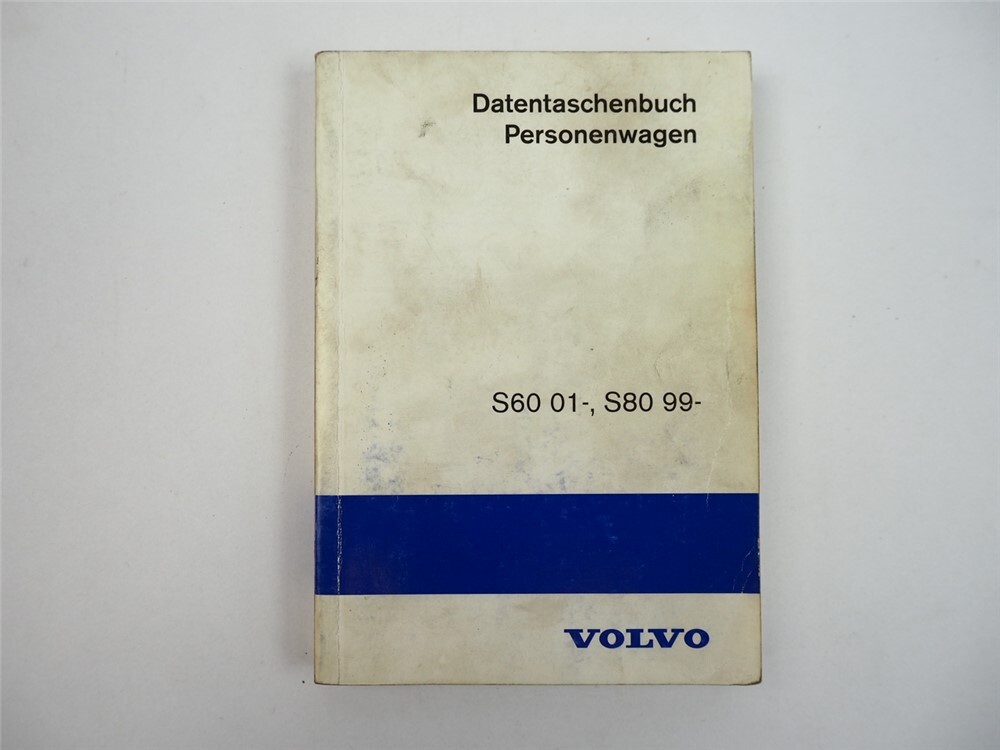 Datentaschenbuch
Personenwagen
S60 01-, S80 99-
VOLVO